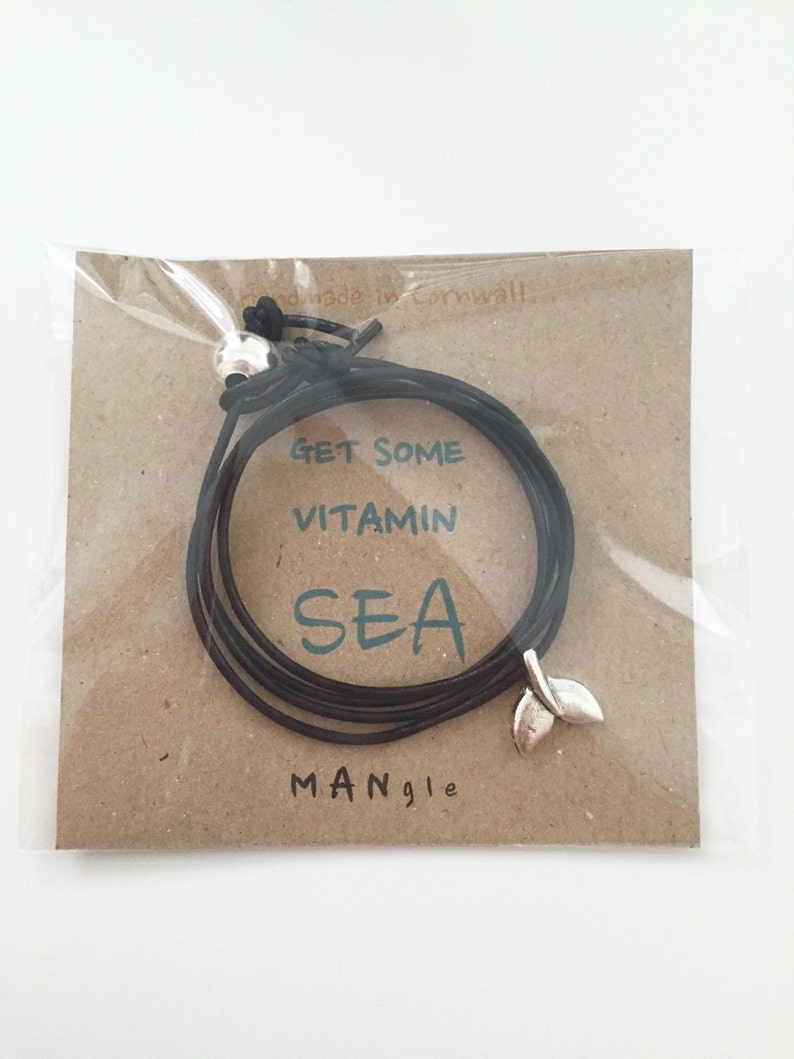 Handmade in Cornwall
GET SOME
VITAMIN
SEA
MANgle